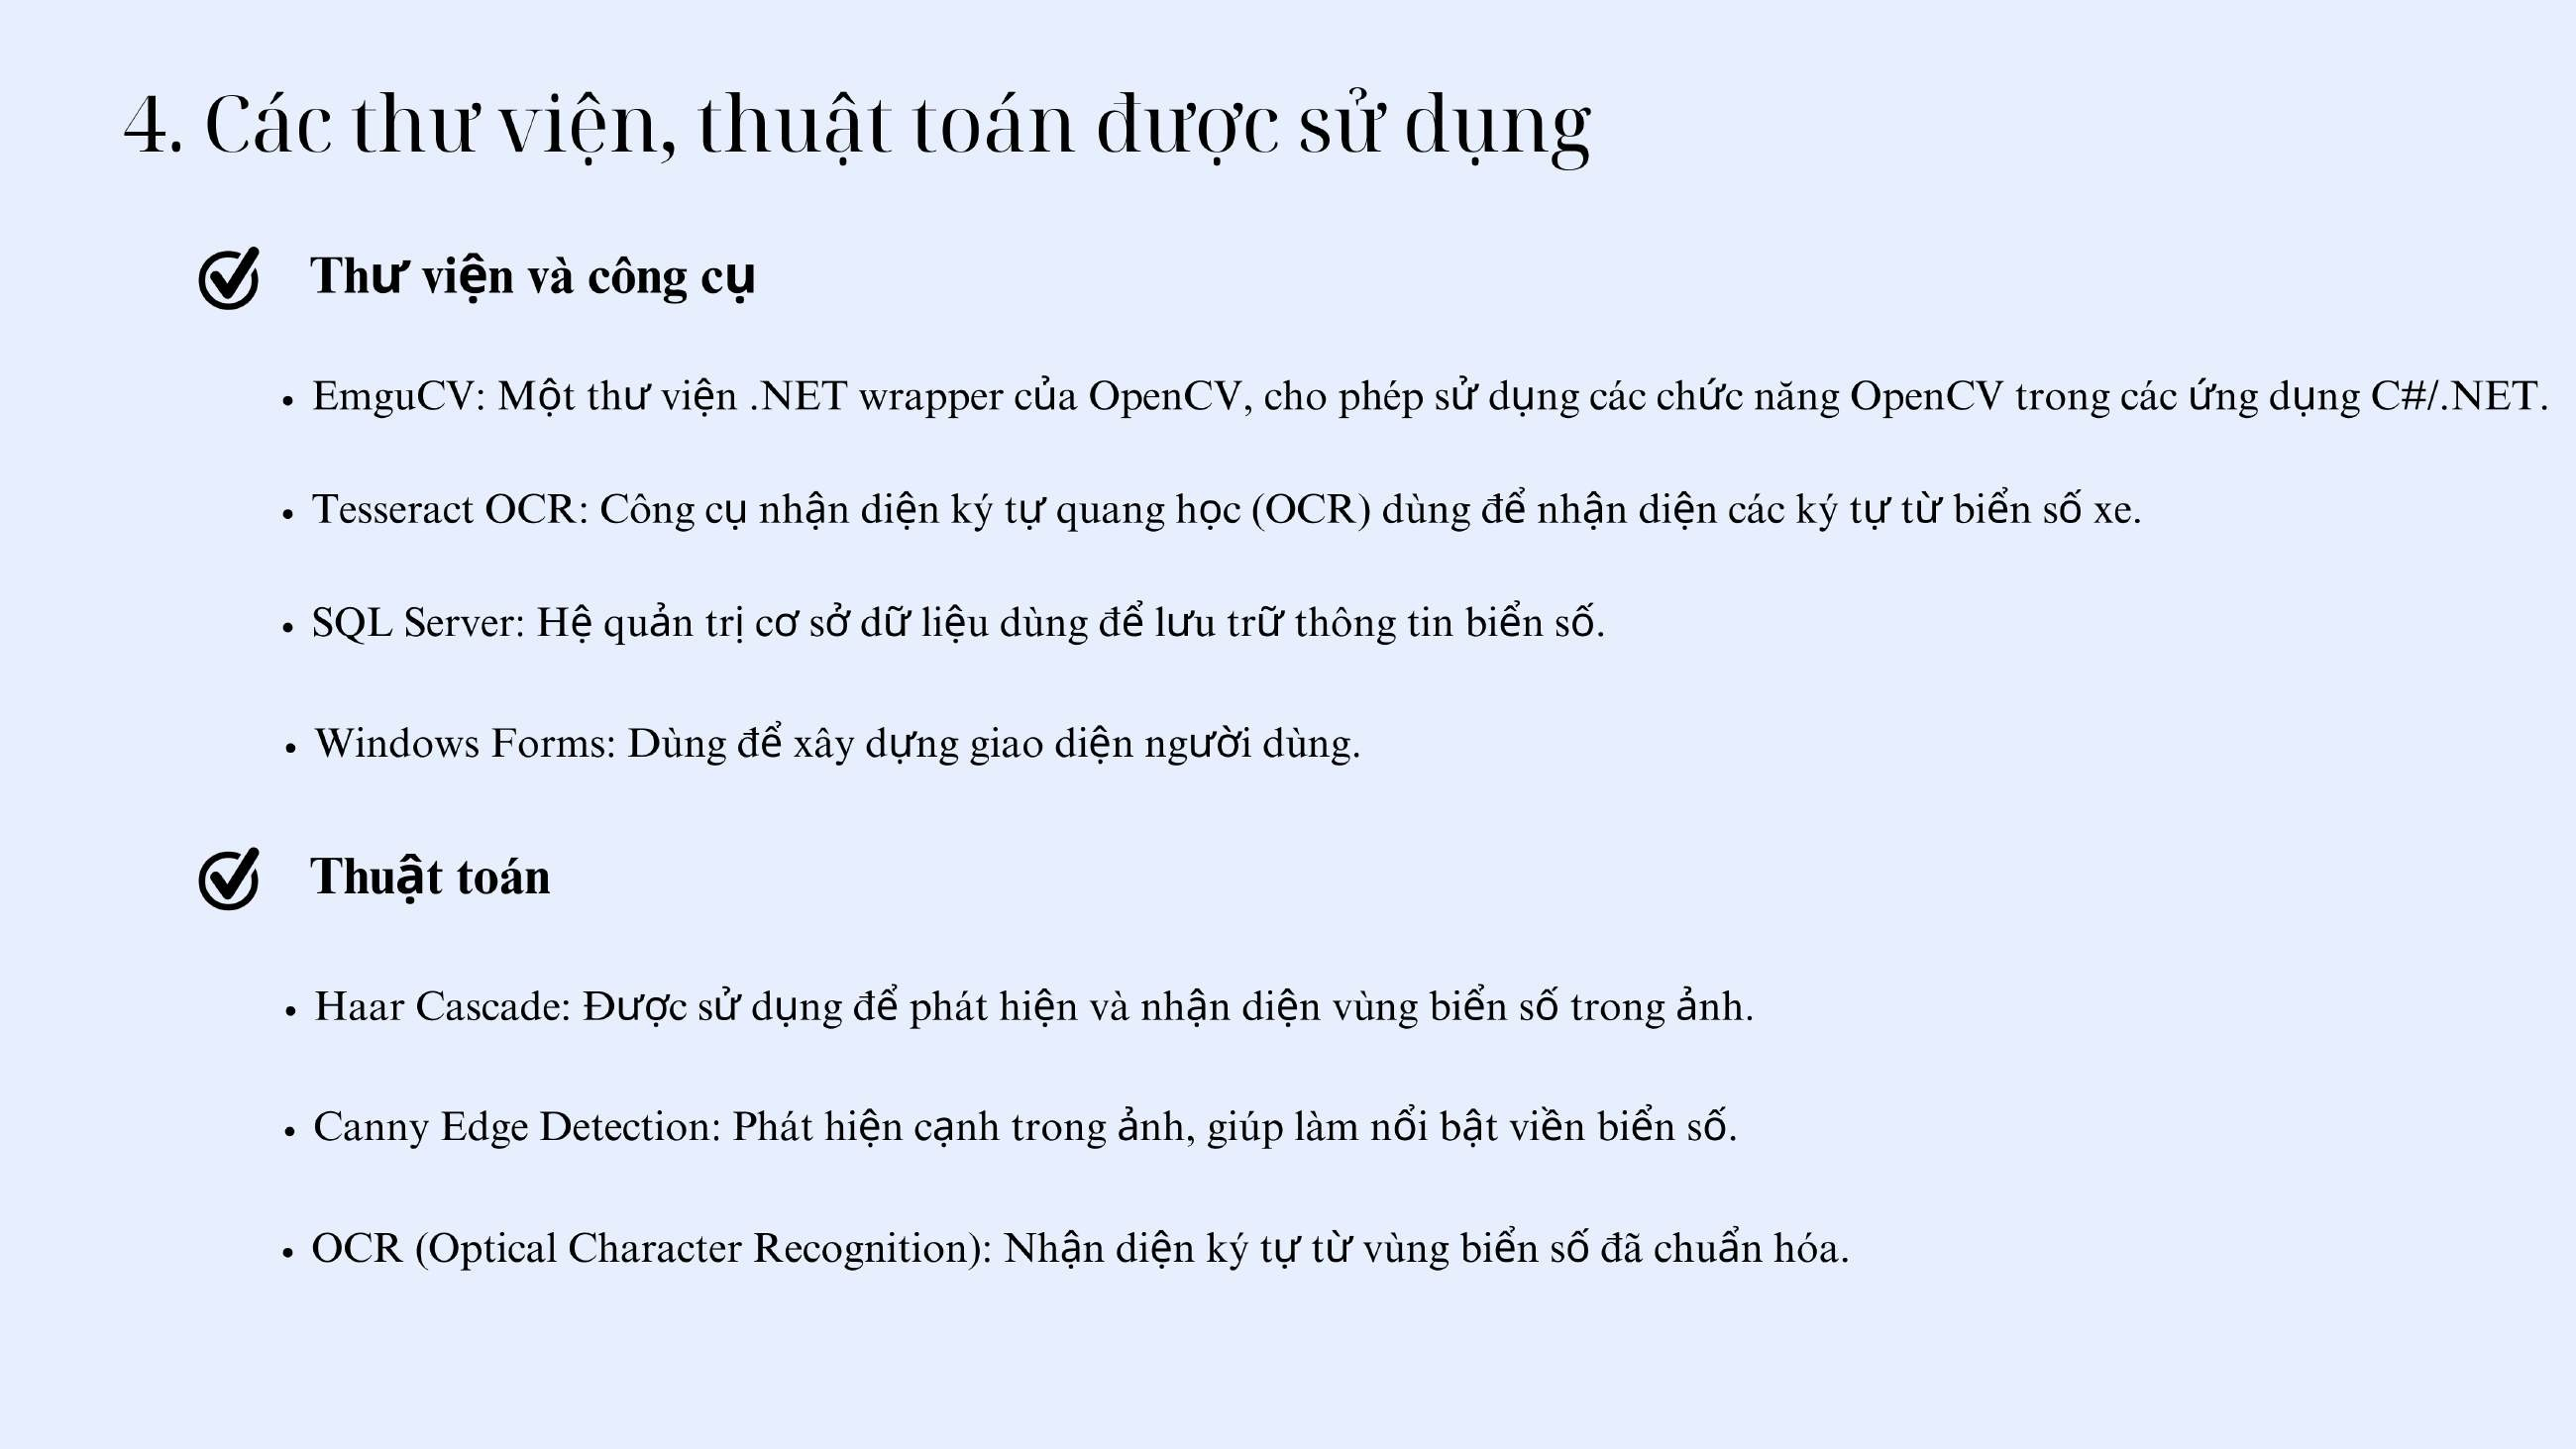 4. Các thư viện, thuật toán được sử dụng
Thư viện và công cụ
• EmguCV: Một thư viện .NET wrapper của OpenCV, cho phép sử dụng các chức năng OpenCV trong các ứng dụng C#/.NET.
• Tesseract OCR: Công cụ nhận diện ký tự quang học (OCR) dùng để nhận diện các ký tự từ biển số xe.
• SQL Server: Hệ quản trị cơ sở dữ liệu dùng để lưu trữ thông tin biển số.
• Windows Forms: Dùng để xây dựng giao diện người dùng.
Thuật toán
• Haar Cascade: Được sử dụng để phát hiện và nhận diện vùng biển số trong ảnh.
• Canny Edge Detection: Phát hiện cạnh trong ảnh, giúp làm nổi bật viền biển số.
• OCR (Optical Character Recognition): Nhận diện ký tự từ vùng biển số đã chuẩn hóa.